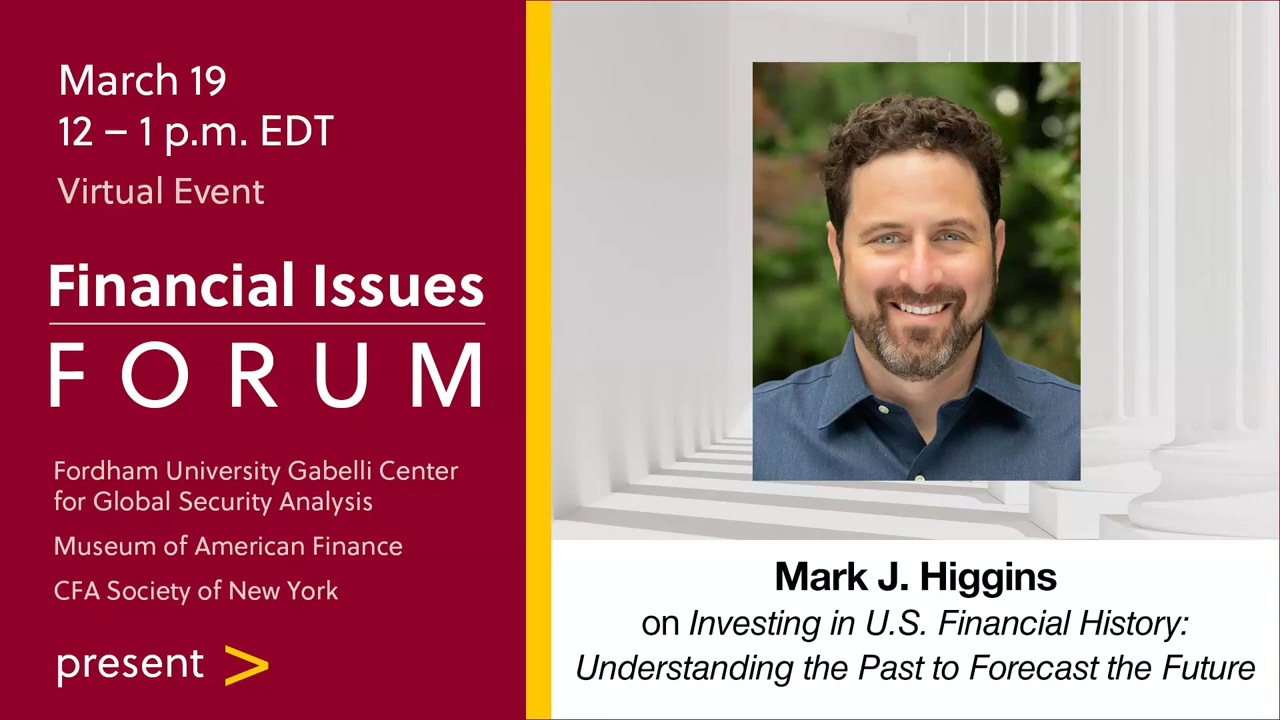 March 19
12 – 1 p.m. EDT
Virtual Event
Financial Issues
FORUM
Fordham University Gabelli Center
for Global Security Analysis
Museum of American Finance
CFA Society of New York
present >
Mark J. Higgins
on Investing in U.S. Financial History:
Understanding the Past to Forecast the Future